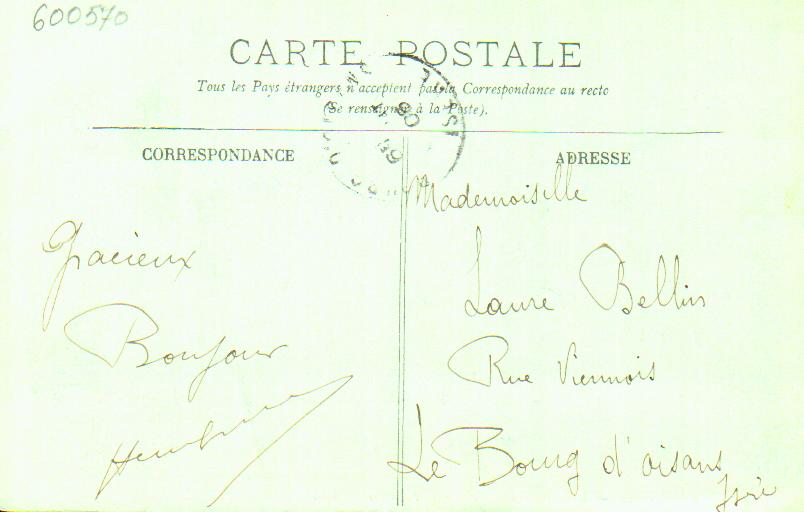 600570
CARTE POSTALE
Tous les Pays étrangers n'acceptent pas la Correspondance au recto
(Se renseigner à la Poste).
CORRESPONDANCE
ADRESSE
Gracieux
Bonjour
Mademoiselle
Laure Bellin
Rue Viennois
Le Bourg d'oisans
Isère